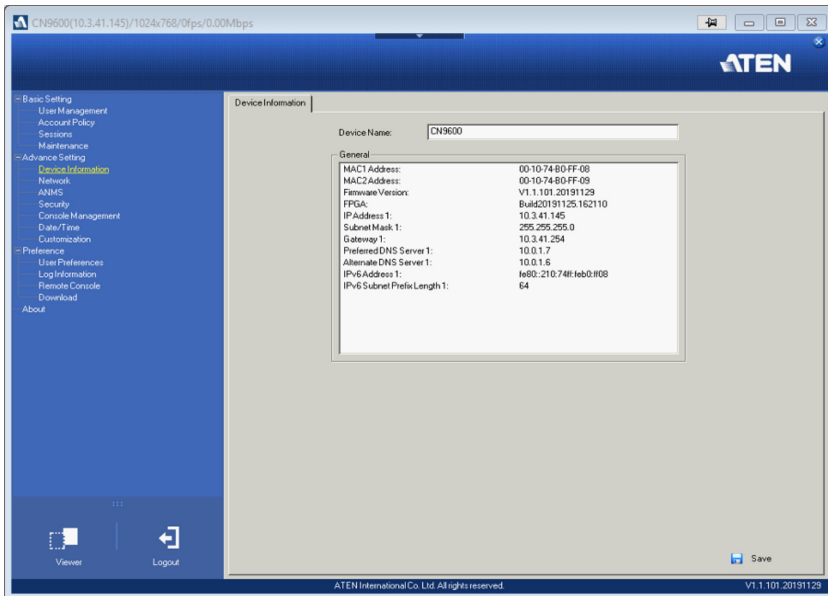 CN9600(10.3.41.145)/1024x768/0fps/0.00Mbps
ATEN
Basic Setting
User Management
Account Policy
Sessions
Maintenance
Advance Setting
Device Information
Network
ANMS
Security
Console Management
Date/Time
Customization
Preference
User Preferences
Log Information
Remote Console
Download
About
Viewer
Logout
Device Information
Device Name: CN9600
General
MAC1 Address: 00-10-74-B0-FF-08
MAC2 Address: 00-10-74-B0-FF-09
Firmware Version: V1.1.101.20191129
FPGA: Build20191125.162110
IP Address 1: 10.3.41.145
Subnet Mask 1: 255.255.255.0
Gateway 1: 10.3.41.254
Preferred DNS Server 1: 10.0.1.7
Alternate DNS Server 1: 10.0.1.6
IPv6 Address 1: fe80::210:74ff:feb0:ff08
IPv6 Subnet Prefix Length 1: 64
Save
ATEN International Co. Ltd. All rights reserved.
V1.1.101.20191129